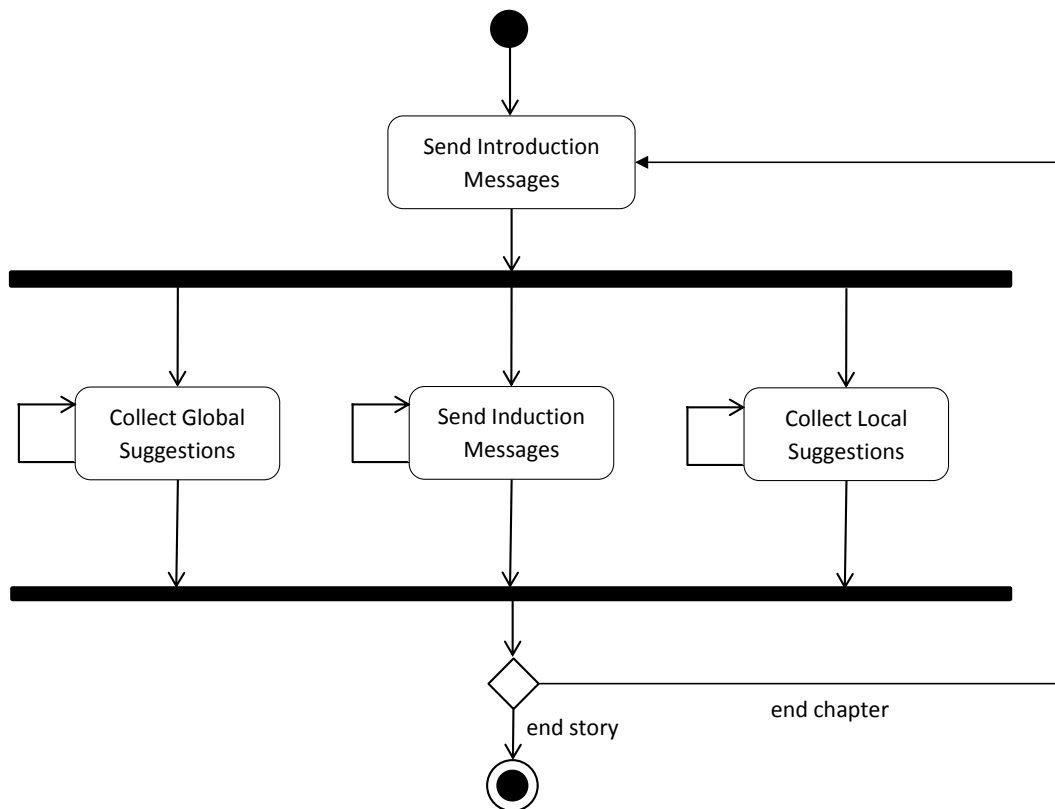 Send Introduction
Messages
Collect Global
Suggestions
Send Induction
Messages
Collect Local
Suggestions
end chapter
end story